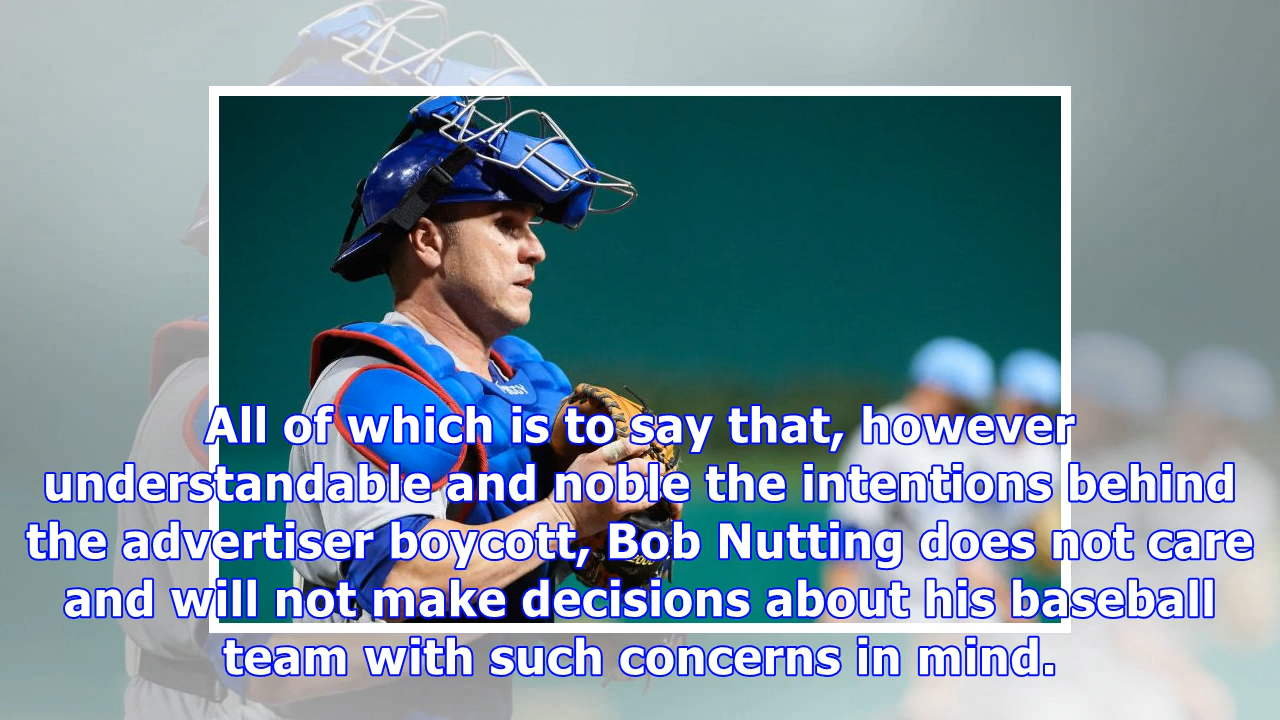 All of which is to say that, however
understandable and noble the intentions behind
the advertiser boycott, Bob Nutting does not care
and will not make decisions about his baseball
team with such concerns in mind.